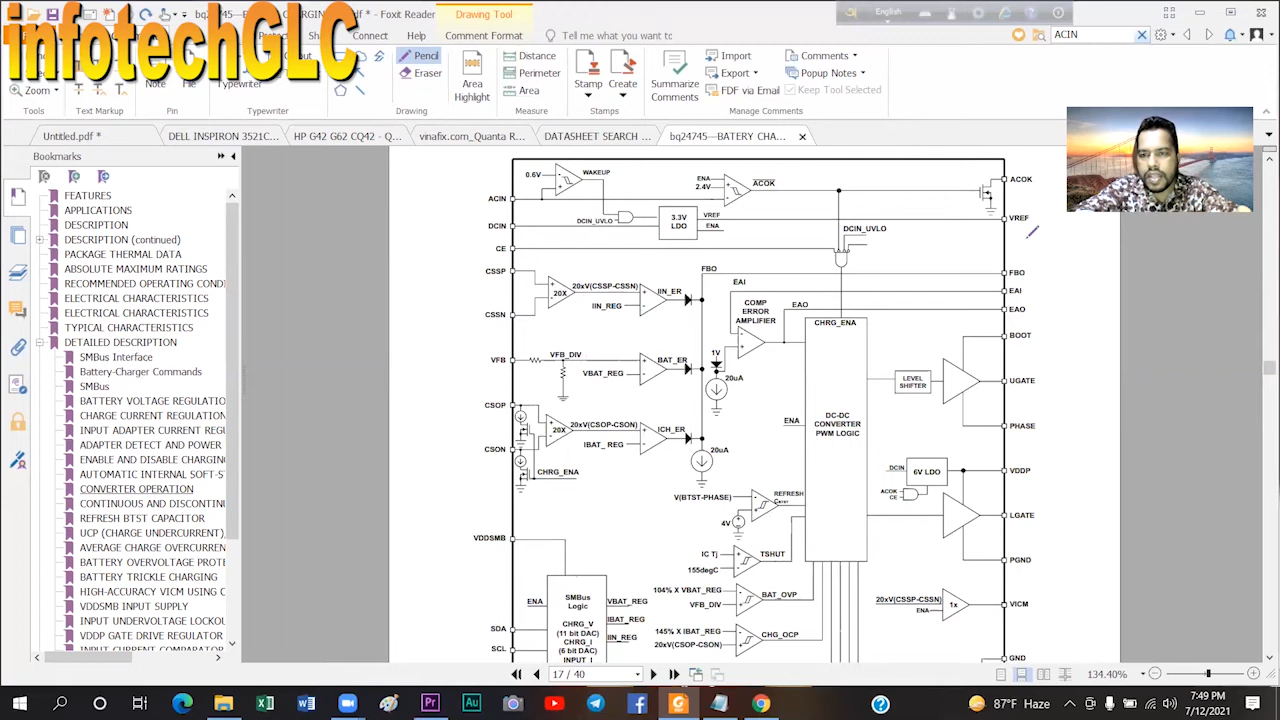 infotechGLC
bq24745 CHARGIN
df * - Foxit Reader
Drawing Tool
English
Share
Connect
Help
Comment Format
Tell me what you want to
ACIN
Zoom
Note
Typewriter
Pencil
Eraser
Area
Highlight
Distance
Perimeter
Area
Stamp
Create
Summarize
Comments
Import
Export
FDF via Email
Comments
Popup Notes
Keep Tool Selected
Tools
Text Markup
Pin
Typewriter
Drawing
Measure
Stamps
Manage Comments
Untitled.pdf *
DELL INSPIRON 3521C...
HP G42 G62 CQ42 - Q...
vinafix.com_Quanta R...
DATASHEET SEARCH ...
bq24745—BATERY CHA...
Bookmarks
FEATURES
APPLICATIONS
DESCRIPTION
DESCRIPTION (continued)
PACKAGE THERMAL DATA
ABSOLUTE MAXIMUM RATINGS
RECOMMENDED OPERATING COND
ELECTRICAL CHARACTERISTICS
ELECTRICAL CHARACTERISTICS
TYPICAL CHARACTERISTICS
DETAILED DESCRIPTION
SMBus Interface
Battery-Charger Commands
SMBus
BATTERY VOLTAGE REGULATIO
CHARGE CURRENT REGULATION
INPUT ADAPTER CURRENT REGU
ADAPTER DETECT AND POWER
ENABLE AND DISABLE CHARGING
AUTOMATIC INTERNAL SOFT-S
CONVERTER OPERATION
CONTINUOUS AND DISCONTINU
REFRESH BTST CAPACITOR
UCP (CHARGE UNDERCURRENT)
AVERAGE CHARGE OVERCURREN
BATTERY OVERVOLTAGE PROTE
BATTERY TRICKLE CHARGING
HIGH-ACCURACY VICM USING C
VDDSMB INPUT SUPPLY
INPUT UNDERVOLTAGE LOCKOU
VDDP GATE DRIVE REGULATOR
INPUT CURRENT COMPARATOR
0.6V
WAKEUP
ENA
2.4V
ACOK
ACOK
ACIN
DCIN_UVLO
3.3V
LDO
VREF
ENA
VREF
DCIN
DCIN_UVLO
CE
CSSP
20X
20xV(CSSP-CSSN)
IIN_REG
IIN_ER
CSSN
FBO
FBO
EAI
EAI
EAO
EAO
COMP
ERROR
AMPLIFIER
CHRG_ENA
BOOT
VFB
VFB_DIV
VBAT_REG
BAT_ER
1V
20uA
LEVEL
SHIFTER
UGATE
CSOP
20X
20xV(CSOP-CSON)
IBAT_REG
ICH_ER
CSON
CHRG_ENA
20uA
ENA
DC-DC
CONVERTER
PWM LOGIC
PHASE
DCIN
6V LDO
VDDP
ACOK
CE
V(BTST-PHASE)
REFRESH
4V
LGATE
VDDSMB
IC Tj
TSHUT
155degC
PGND
104% X VBAT_REG
VFB_DIV
BAT_OVP
20xV(CSSP-CSSN)
ENA
1x
VICM
ENA
SMBus
Logic
CHRG_V
(11 bit DAC)
CHRG_I
(6 bit DAC)
INPUT_I
VBAT_REG
IBAT_REG
IIN_REG
145% X IBAT_REG
20xV(CSOP-CSON)
CHG_OCP
SDA
SCL
GND
17 / 40
134.40%
87°F Haze
7:49 PM
7/12/2021